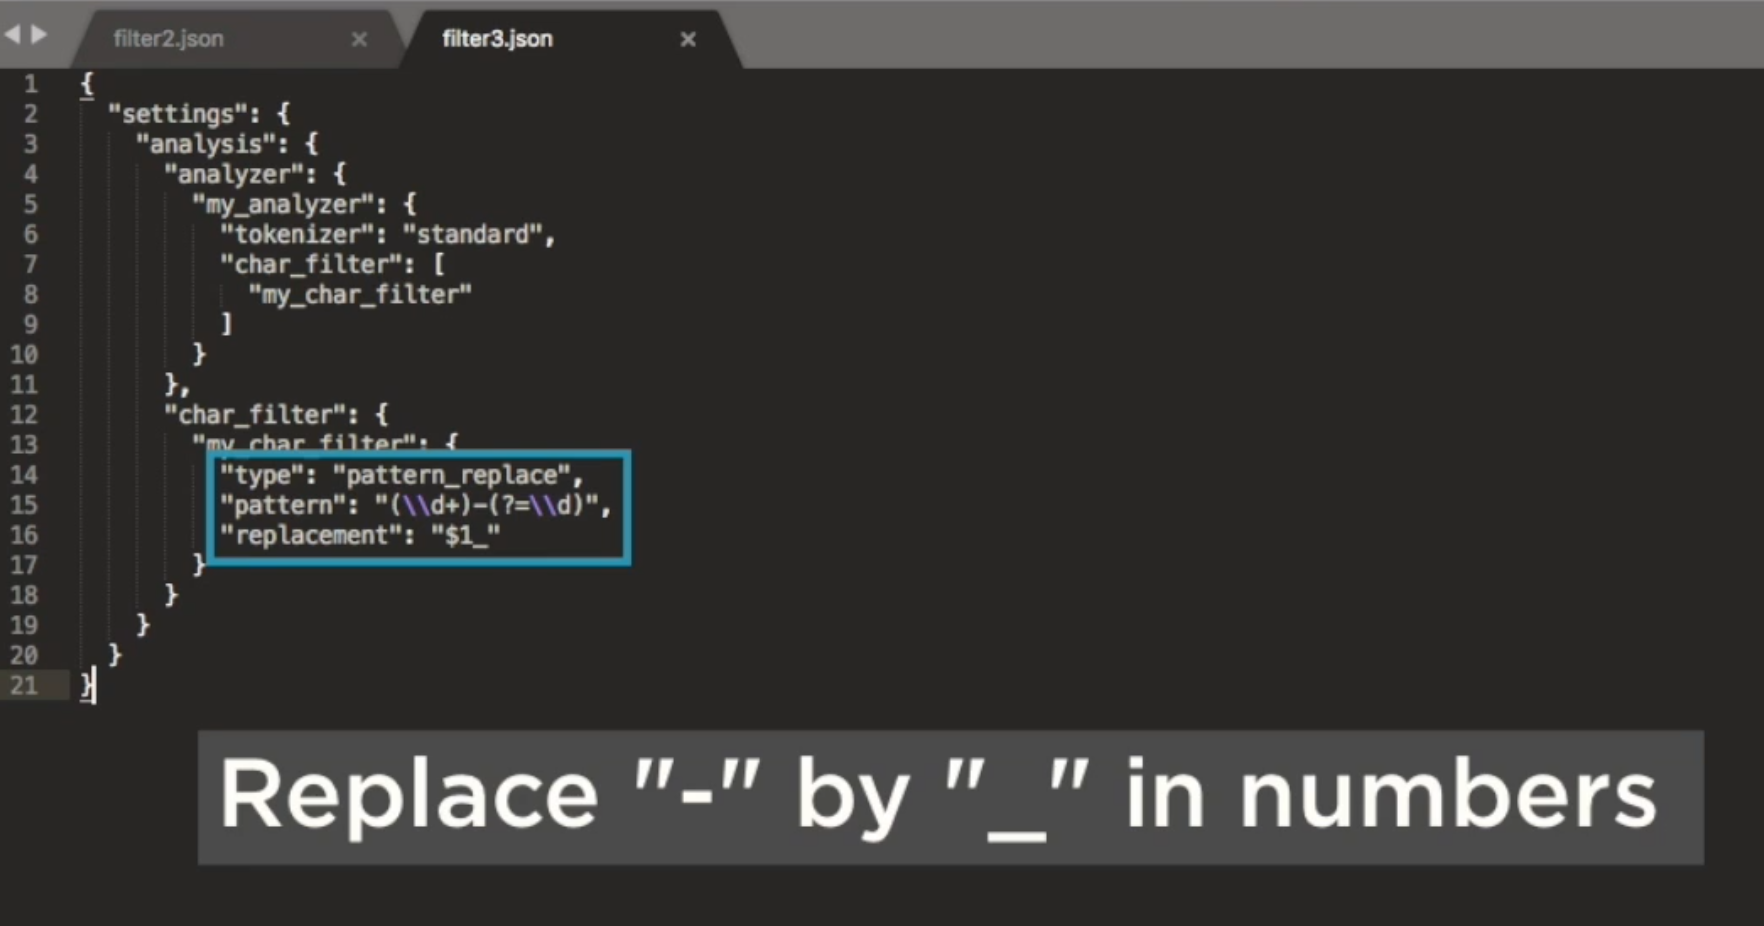 filter2.json × filter3.json ×
1 {
2 "settings": {
3 "analysis": {
4 "analyzer": {
5 "my_analyzer": {
6 "tokenizer": "standard",
7 "char_filter": [
8 "my_char_filter"
9 ]
10 }
11 },
12 "char_filter": {
13 "my_char_filter": {
14 "type": "pattern_replace",
15 "pattern": "(\\d+)-(?=\\d)",
16 "replacement": "$1_"
17 }
18 }
19 }
20 }
21 }
Replace "-" by "_" in numbers